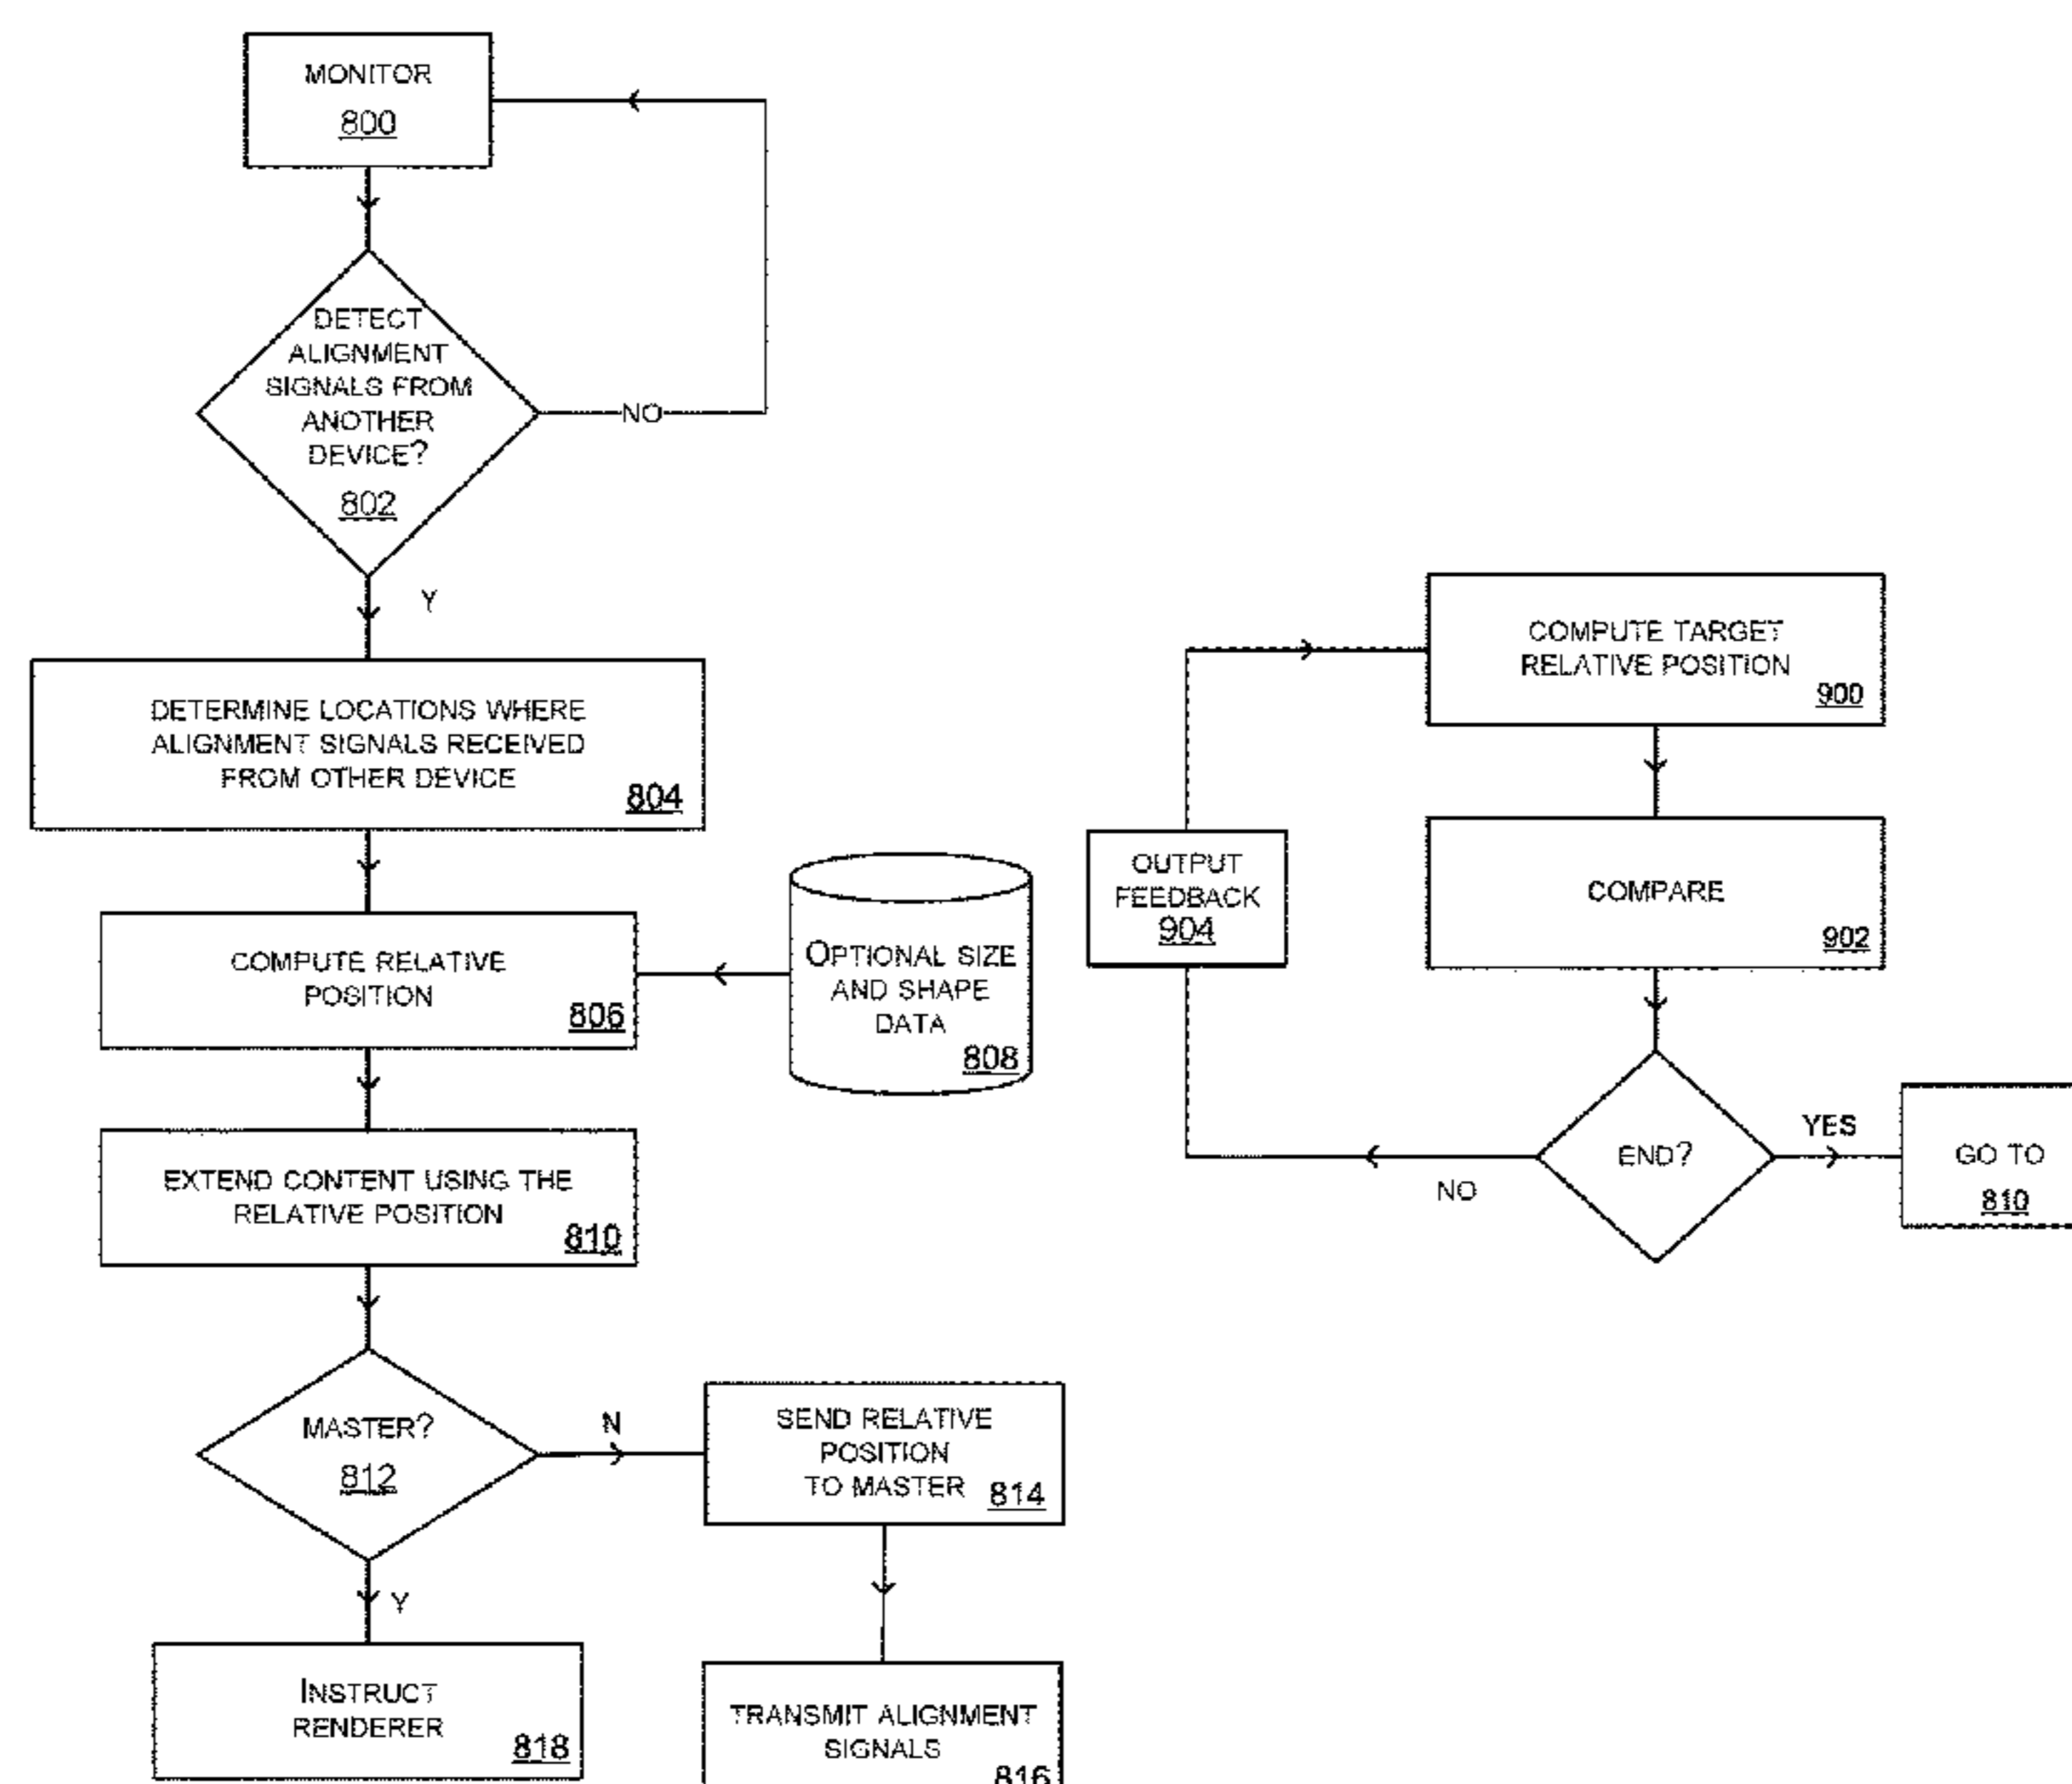 MONITOR
800
DETECT
ALIGNMENT
SIGNALS FROM
ANOTHER
DEVICE?
802
NO
Y
DETERMINE LOCATIONS WHERE
ALIGNMENT SIGNALS RECEIVED
FROM OTHER DEVICE
804
COMPUTE RELATIVE
POSITION
806
OPTIONAL SIZE
AND SHAPE
DATA
808
EXTEND CONTENT USING THE
RELATIVE POSITION
810
MASTER?
812
N
SEND RELATIVE
POSITION
TO MASTER
814
Y
INSTRUCT
RENDERER
818
TRANSMIT ALIGNMENT
SIGNALS
816
COMPUTE TARGET
RELATIVE POSITION
900
COMPARE
902
OUTPUT
FEEDBACK
904
END?
NO
YES
GO TO
810